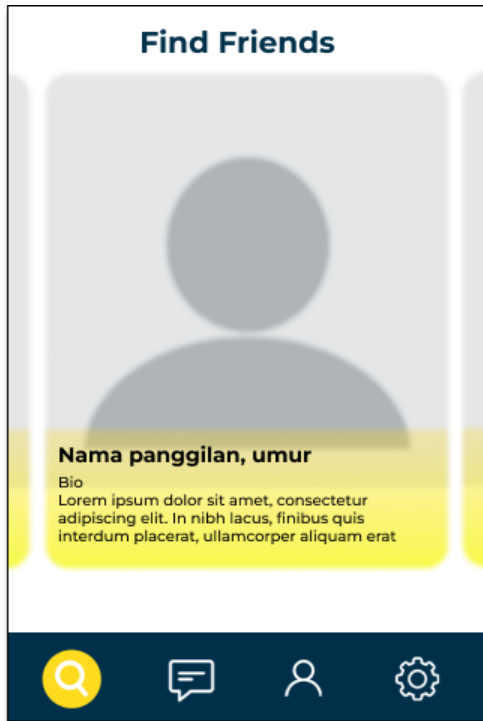 Find Friends
Nama panggilan, umur
Bio
Lorem ipsum dolor sit amet, consectetur
adipiscing elit. In nibh lacus, finibus quis
interdum placerat, ullamcorper aliquam erat